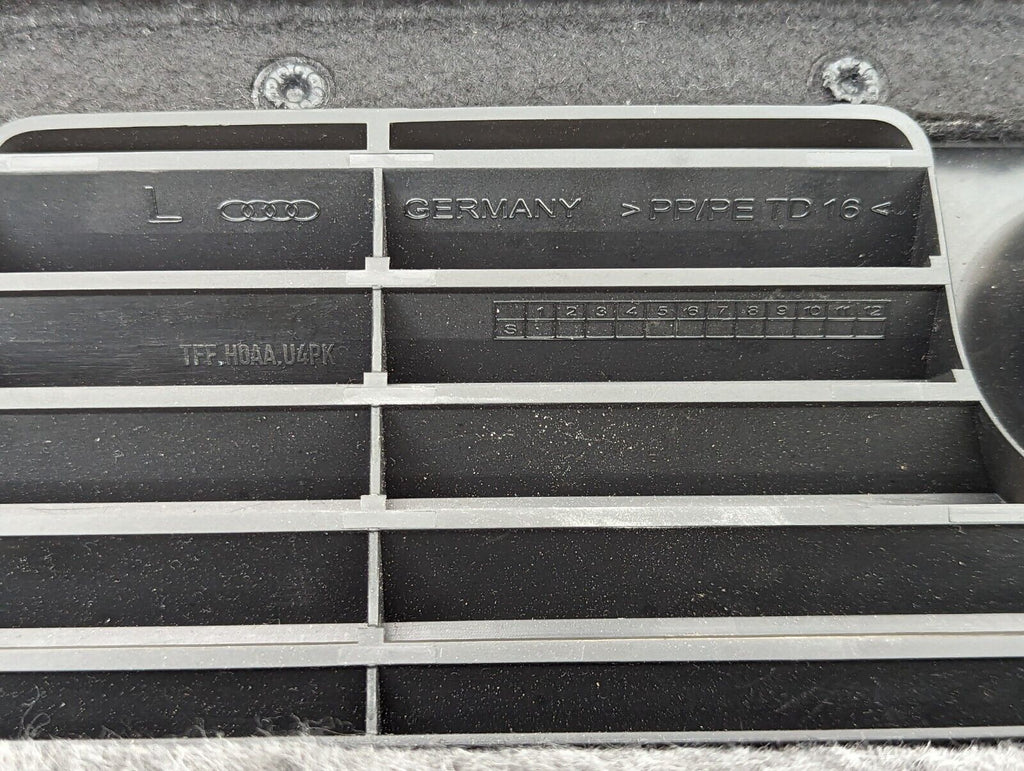 L GERMANY >PP/PE TD 16<
1 2 3 4 5 6 7 8 9 10 11 12
S
TFF.H0AA.U4PK